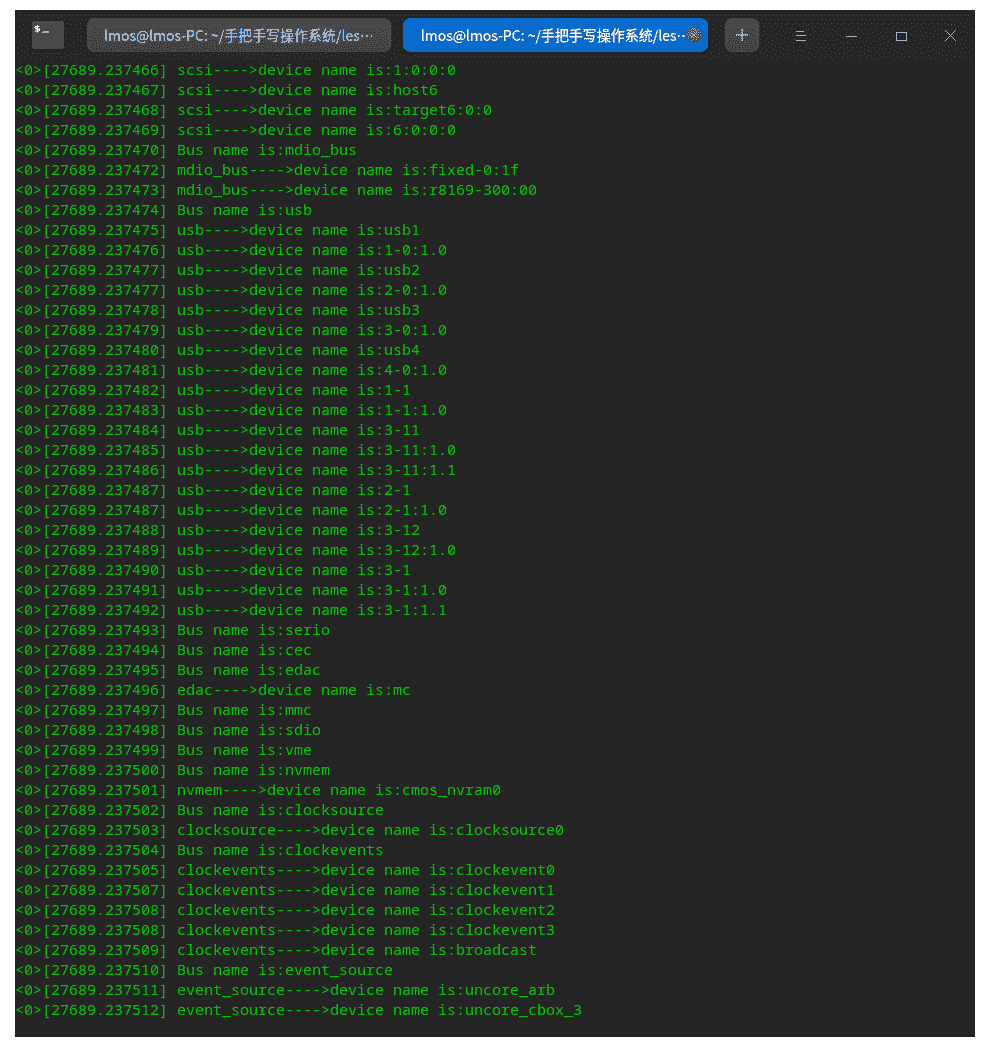 $-
lmos@lmos-PC: ~/手把手写操作系统/les···
lmos@lmos-PC: ~/手把手写操作系统/les··
<0>[27689.237466] scsi---->device name is:1:0:0:0
<0>[27689.237467] scsi---->device name is:host6
<0>[27689.237468] scsi---->device name is:target6:0:0
<0>[27689.237469] scsi---->device name is:6:0:0:0
<0>[27689.237470] Bus name is:mdio_bus
<0>[27689.237472] mdio_bus---->device name is:fixed-0:1f
<0>[27689.237473] mdio_bus---->device name is:r8169-300:00
<0>[27689.237474] Bus name is:usb
<0>[27689.237475] usb---->device name is:usb1
<0>[27689.237476] usb---->device name is:1-0:1.0
<0>[27689.237477] usb---->device name is:usb2
<0>[27689.237477] usb---->device name is:2-0:1.0
<0>[27689.237478] usb---->device name is:usb3
<0>[27689.237479] usb---->device name is:3-0:1.0
<0>[27689.237480] usb---->device name is:usb4
<0>[27689.237481] usb---->device name is:4-0:1.0
<0>[27689.237482] usb---->device name is:1-1
<0>[27689.237483] usb---->device name is:1-1:1.0
<0>[27689.237484] usb---->device name is:3-11
<0>[27689.237485] usb---->device name is:3-11:1.0
<0>[27689.237486] usb---->device name is:3-11:1.1
<0>[27689.237487] usb---->device name is:2-1
<0>[27689.237487] usb---->device name is:2-1:1.0
<0>[27689.237488] usb---->device name is:3-12
<0>[27689.237489] usb---->device name is:3-12:1.0
<0>[27689.237490] usb---->device name is:3-1
<0>[27689.237491] usb---->device name is:3-1:1.0
<0>[27689.237492] usb---->device name is:3-1:1.1
<0>[27689.237493] Bus name is:serio
<0>[27689.237494] Bus name is:cec
<0>[27689.237495] Bus name is:edac
<0>[27689.237496] edac---->device name is:mc
<0>[27689.237497] Bus name is:mmc
<0>[27689.237498] Bus name is:sdio
<0>[27689.237499] Bus name is:vme
<0>[27689.237500] Bus name is:nvmem
<0>[27689.237501] nvmem---->device name is:cmos_nvram0
<0>[27689.237502] Bus name is:clocksource
<0>[27689.237503] clocksource---->device name is:clocksource0
<0>[27689.237504] Bus name is:clockevents
<0>[27689.237505] clockevents---->device name is:clockevent0
<0>[27689.237507] clockevents---->device name is:clockevent1
<0>[27689.237508] clockevents---->device name is:clockevent2
<0>[27689.237508] clockevents---->device name is:clockevent3
<0>[27689.237509] clockevents---->device name is:broadcast
<0>[27689.237510] Bus name is:event_source
<0>[27689.237511] event_source---->device name is:uncore_arb
<0>[27689.237512] event_source---->device name is:uncore_cbox_3